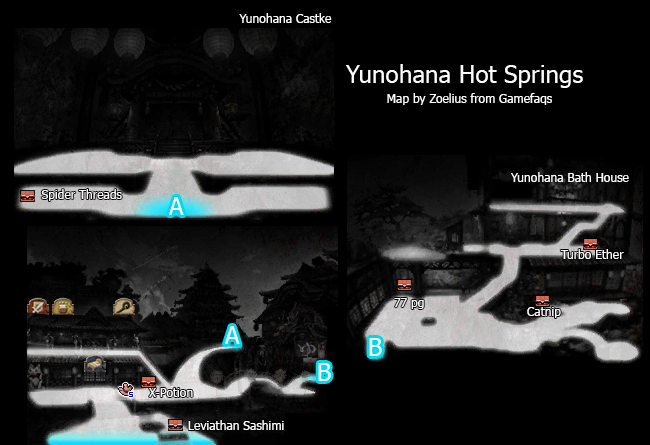 Yunohana Castke
Yunohana Hot Springs
Map by Zoelius from Gamefaqs
Spider Threads
A
Yunohana Bath House
Turbo Ether
77 pg
Catnip
B
A
B
X-Potion
S
Leviathan Sashimi